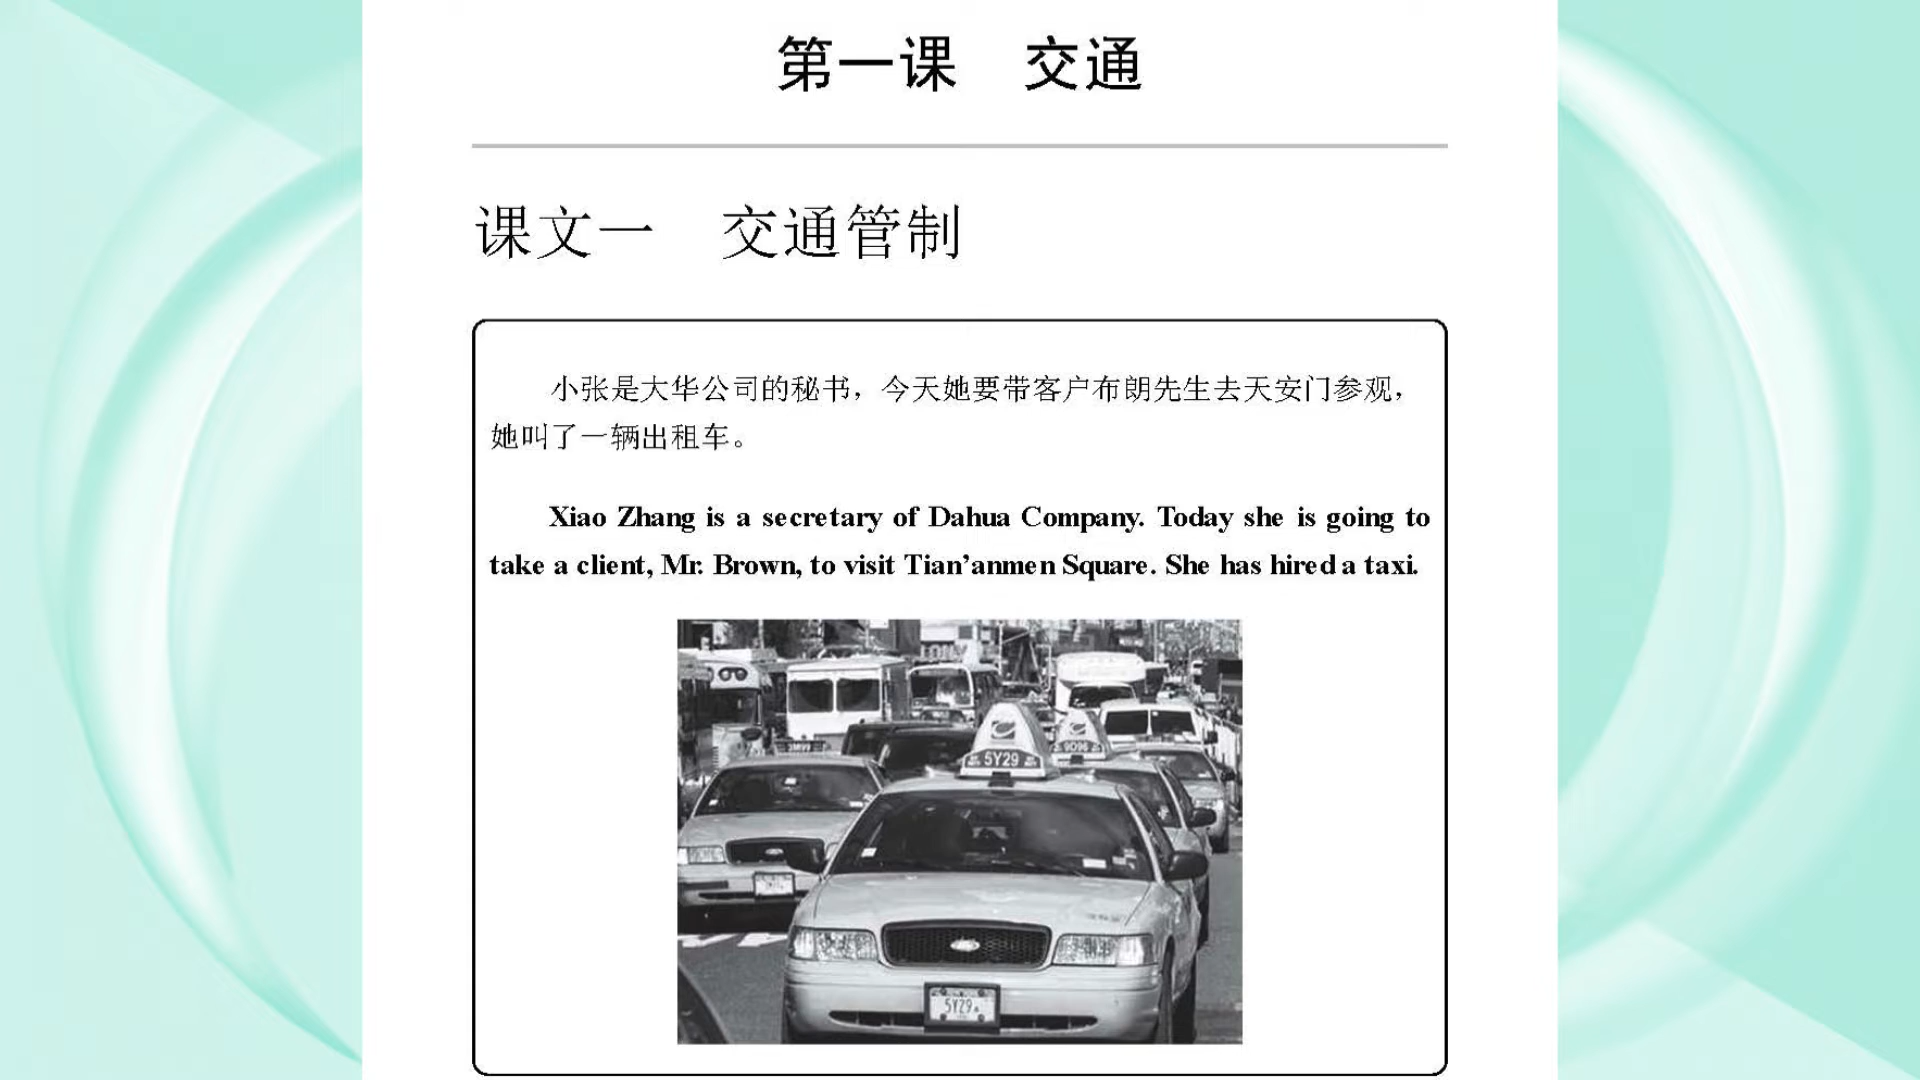 第一课 交通
课文一 交通管制
小张是大华公司的秘书，今天她要带客户布朗先生去天安门参观，
她叫了一辆出租车。
Xiao Zhang is a secretary of Dahua Company. Today she is going to
take a client, Mr. Brown, to visit Tian’anmen Square. She has hired a taxi.
5Y29
9D96
5Y29